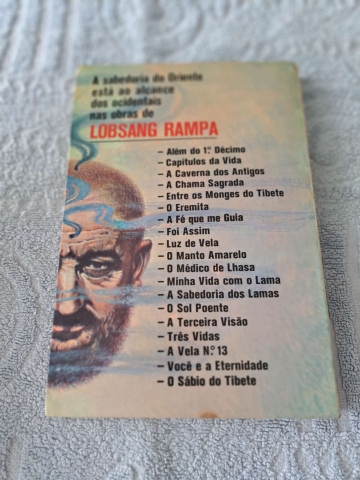 A sabedoria do Oriente
está ao alcance
dos ocidentais
nas obras de
LOBSANG RAMPA
– Além do 1º Décimo
– Capítulos da Vida
– A Caverna dos Antigos
– A Chama Sagrada
– Entre os Monges do Tibete
– O Eremita
– A Fé que me Guia
– Foi Assim
– Luz de Vela
– O Manto Amarelo
– O Médico de Lhasa
– Minha Vida com o Lama
– A Sabedoria dos Lamas
– O Sol Poente
– A Terceira Visão
– Três Vidas
– A Vela Nº 13
– Você e a Eternidade
– O Sábio do Tibete